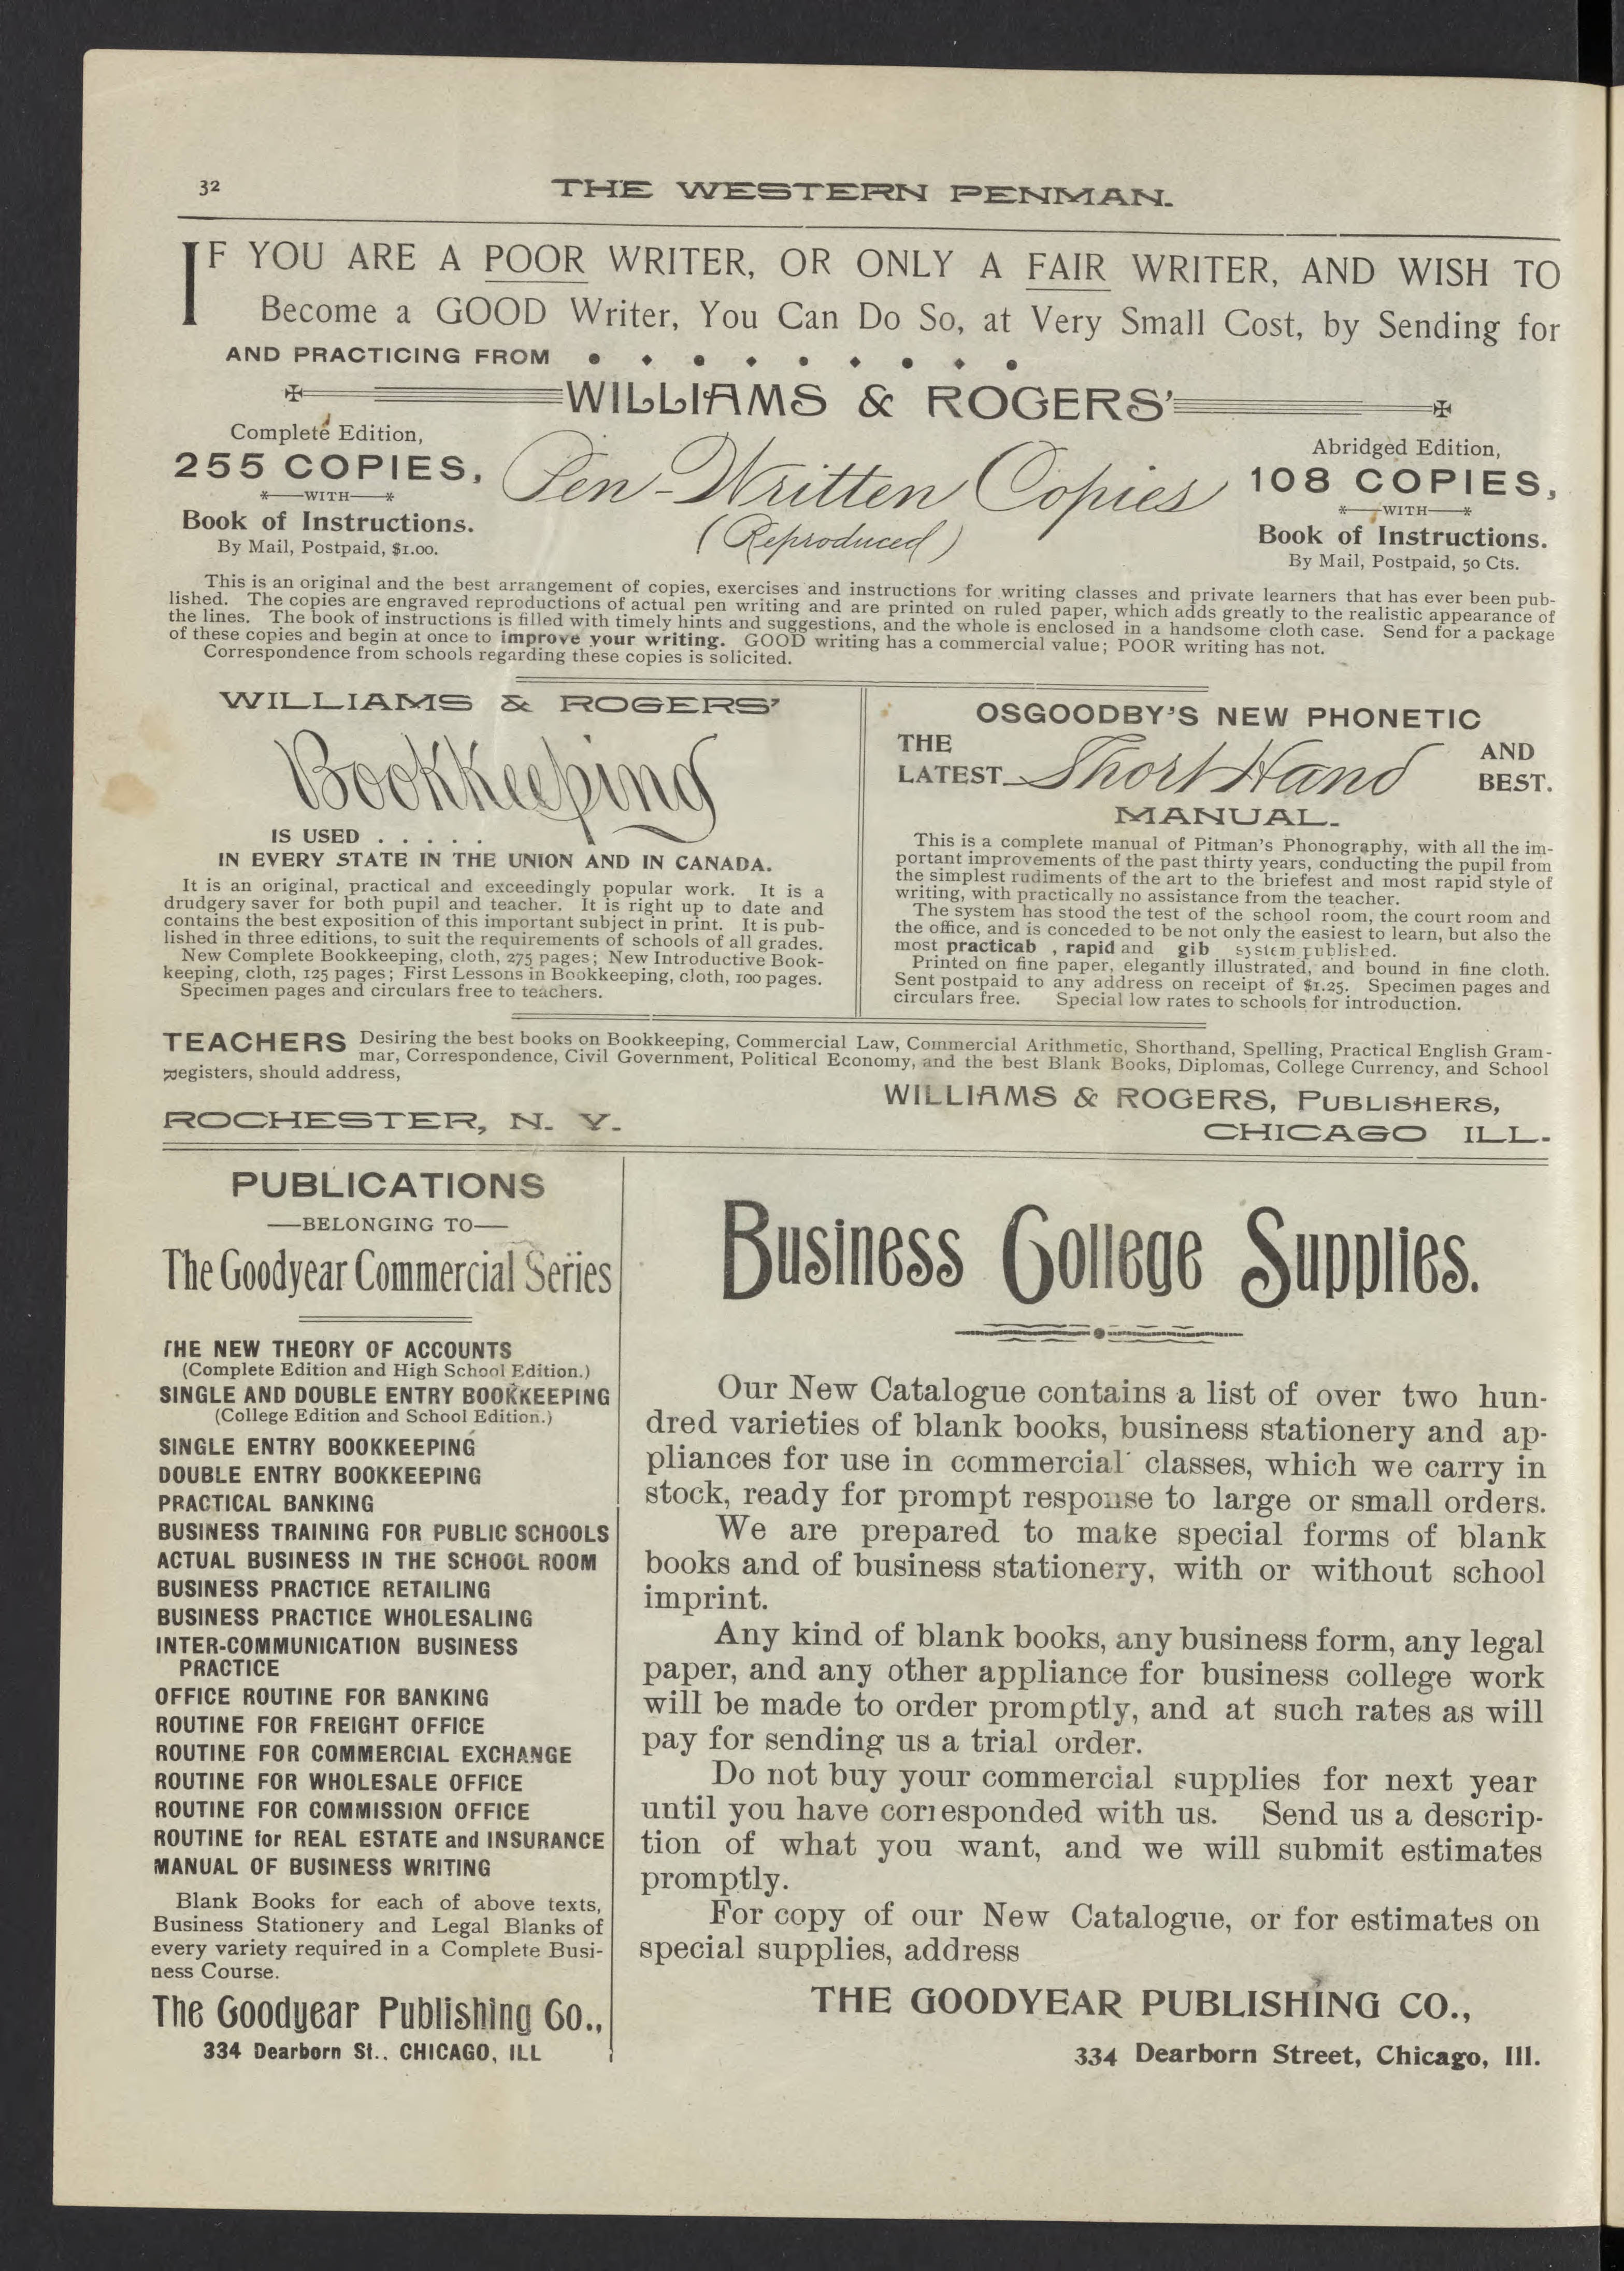 32
THE WESTERN PENMAN.
IF YOU ARE A POOR WRITER, OR ONLY A FAIR WRITER, AND WISH TO
Become a GOOD Writer, You Can Do So, at Very Small Cost, by Sending for
AND PRACTICING FROM
WILLIAMS & ROGERS'
Complete Edition,
255 COPIES,
*—WITH—*
Book of Instructions.
By Mail, Postpaid, $1.00.
Pen-Written Copies
(Reproduced)
Abridged Edition,
108 COPIES,
*—WITH—*
Book of Instructions.
By Mail, Postpaid, 50 Cts.
This is an original and the best arrangement of copies, exercises and instructions for writing classes and private learners that has ever been pub-
lished. The copies are engraved reproductions of actual pen writing and are printed on ruled paper, which adds greatly to the realistic appearance of
the lines. The book of instructions is filled with timely hints and suggestions, and the whole is enclosed in a handsome cloth case. Send for a package
of these copies and begin at once to improve your writing. GOOD writing has a commercial value; POOR writing has not.
Correspondence from schools regarding these copies is solicited.
WILLIAMS & ROGERS'
Bookkeeping
IS USED . . . . .
IN EVERY STATE IN THE UNION AND IN CANADA.
It is an original, practical and exceedingly popular work. It is a
drudgery saver for both pupil and teacher. It is right up to date and
contains the best exposition of this important subject in print. It is pub-
lished in three editions, to suit the requirements of schools of all grades.
New Complete Bookkeeping, cloth, 275 pages; New Introductive Book-
keeping, cloth, 125 pages; First Lessons in Bookkeeping, cloth, 100 pages.
Specimen pages and circulars free to teachers.
OSGOODBY'S NEW PHONETIC
THE
LATEST
Short Hand
AND
BEST.
MANUAL.
This is a complete manual of Pitman's Phonography, with all the im-
portant improvements of the past thirty years, conducting the pupil from
the simplest rudiments of the art to the briefest and most rapid style of
writing, with practically no assistance from the teacher.
The system has stood the test of the school room, the court room and
the office, and is conceded to be not only the easiest to learn, but also the
most practicab , rapid and gib system published.
Printed on fine paper, elegantly illustrated, and bound in fine cloth.
Sent postpaid to any address on receipt of $1.25. Specimen pages and
circulars free. Special low rates to schools for introduction.
TEACHERS Desiring the best books on Bookkeeping, Commercial Law, Commercial Arithmetic, Shorthand, Spelling, Practical English Gram-
mar, Correspondence, Civil Government, Political Economy, and the best Blank Books, Diplomas, College Currency, and School
Registers, should address,
WILLIAMS & ROGERS, PUBLISHERS,
ROCHESTER, N. Y.
CHICAGO ILL.
PUBLICATIONS
—BELONGING TO—
The Goodyear Commercial Series
THE NEW THEORY OF ACCOUNTS
(Complete Edition and High School Edition.)
SINGLE AND DOUBLE ENTRY BOOKKEEPING
(College Edition and School Edition.)
SINGLE ENTRY BOOKKEEPING
DOUBLE ENTRY BOOKKEEPING
PRACTICAL BANKING
BUSINESS TRAINING FOR PUBLIC SCHOOLS
ACTUAL BUSINESS IN THE SCHOOL ROOM
BUSINESS PRACTICE RETAILING
BUSINESS PRACTICE WHOLESALING
INTER-COMMUNICATION BUSINESS
PRACTICE
OFFICE ROUTINE FOR BANKING
ROUTINE FOR FREIGHT OFFICE
ROUTINE FOR COMMERCIAL EXCHANGE
ROUTINE FOR WHOLESALE OFFICE
ROUTINE FOR COMMISSION OFFICE
ROUTINE for REAL ESTATE and INSURANCE
MANUAL OF BUSINESS WRITING
Blank Books for each of above texts,
Business Stationery and Legal Blanks of
every variety required in a Complete Busi-
ness Course.
The Goodyear Publishing Co.,
334 Dearborn St., CHICAGO, ILL
Business College Supplies.
Our New Catalogue contains a list of over two hun-
dred varieties of blank books, business stationery and ap-
pliances for use in commercial classes, which we carry in
stock, ready for prompt response to large or small orders.
We are prepared to make special forms of blank
books and of business stationery, with or without school
imprint.
Any kind of blank books, any business form, any legal
paper, and any other appliance for business college work
will be made to order promptly, and at such rates as will
pay for sending us a trial order.
Do not buy your commercial supplies for next year
until you have corresponded with us. Send us a descrip-
tion of what you want, and we will submit estimates
promptly.
For copy of our New Catalogue, or for estimates on
special supplies, address
THE GOODYEAR PUBLISHING CO.,
334 Dearborn Street, Chicago, Ill.